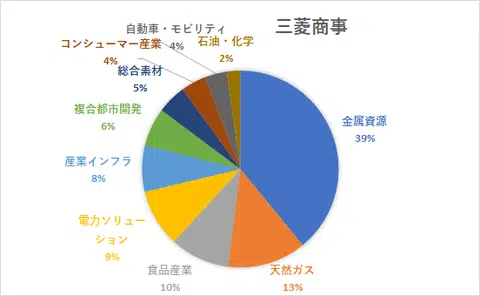 三菱商事
金属資源
39%
天然ガス
13%
食品産業
10%
電力ソリュー
ション
9%
産業インフラ
8%
複合都市開発
6%
総合素材
5%
コンシューマー産業
4%
自動車・モビリティ
4%
石油・化学
2%